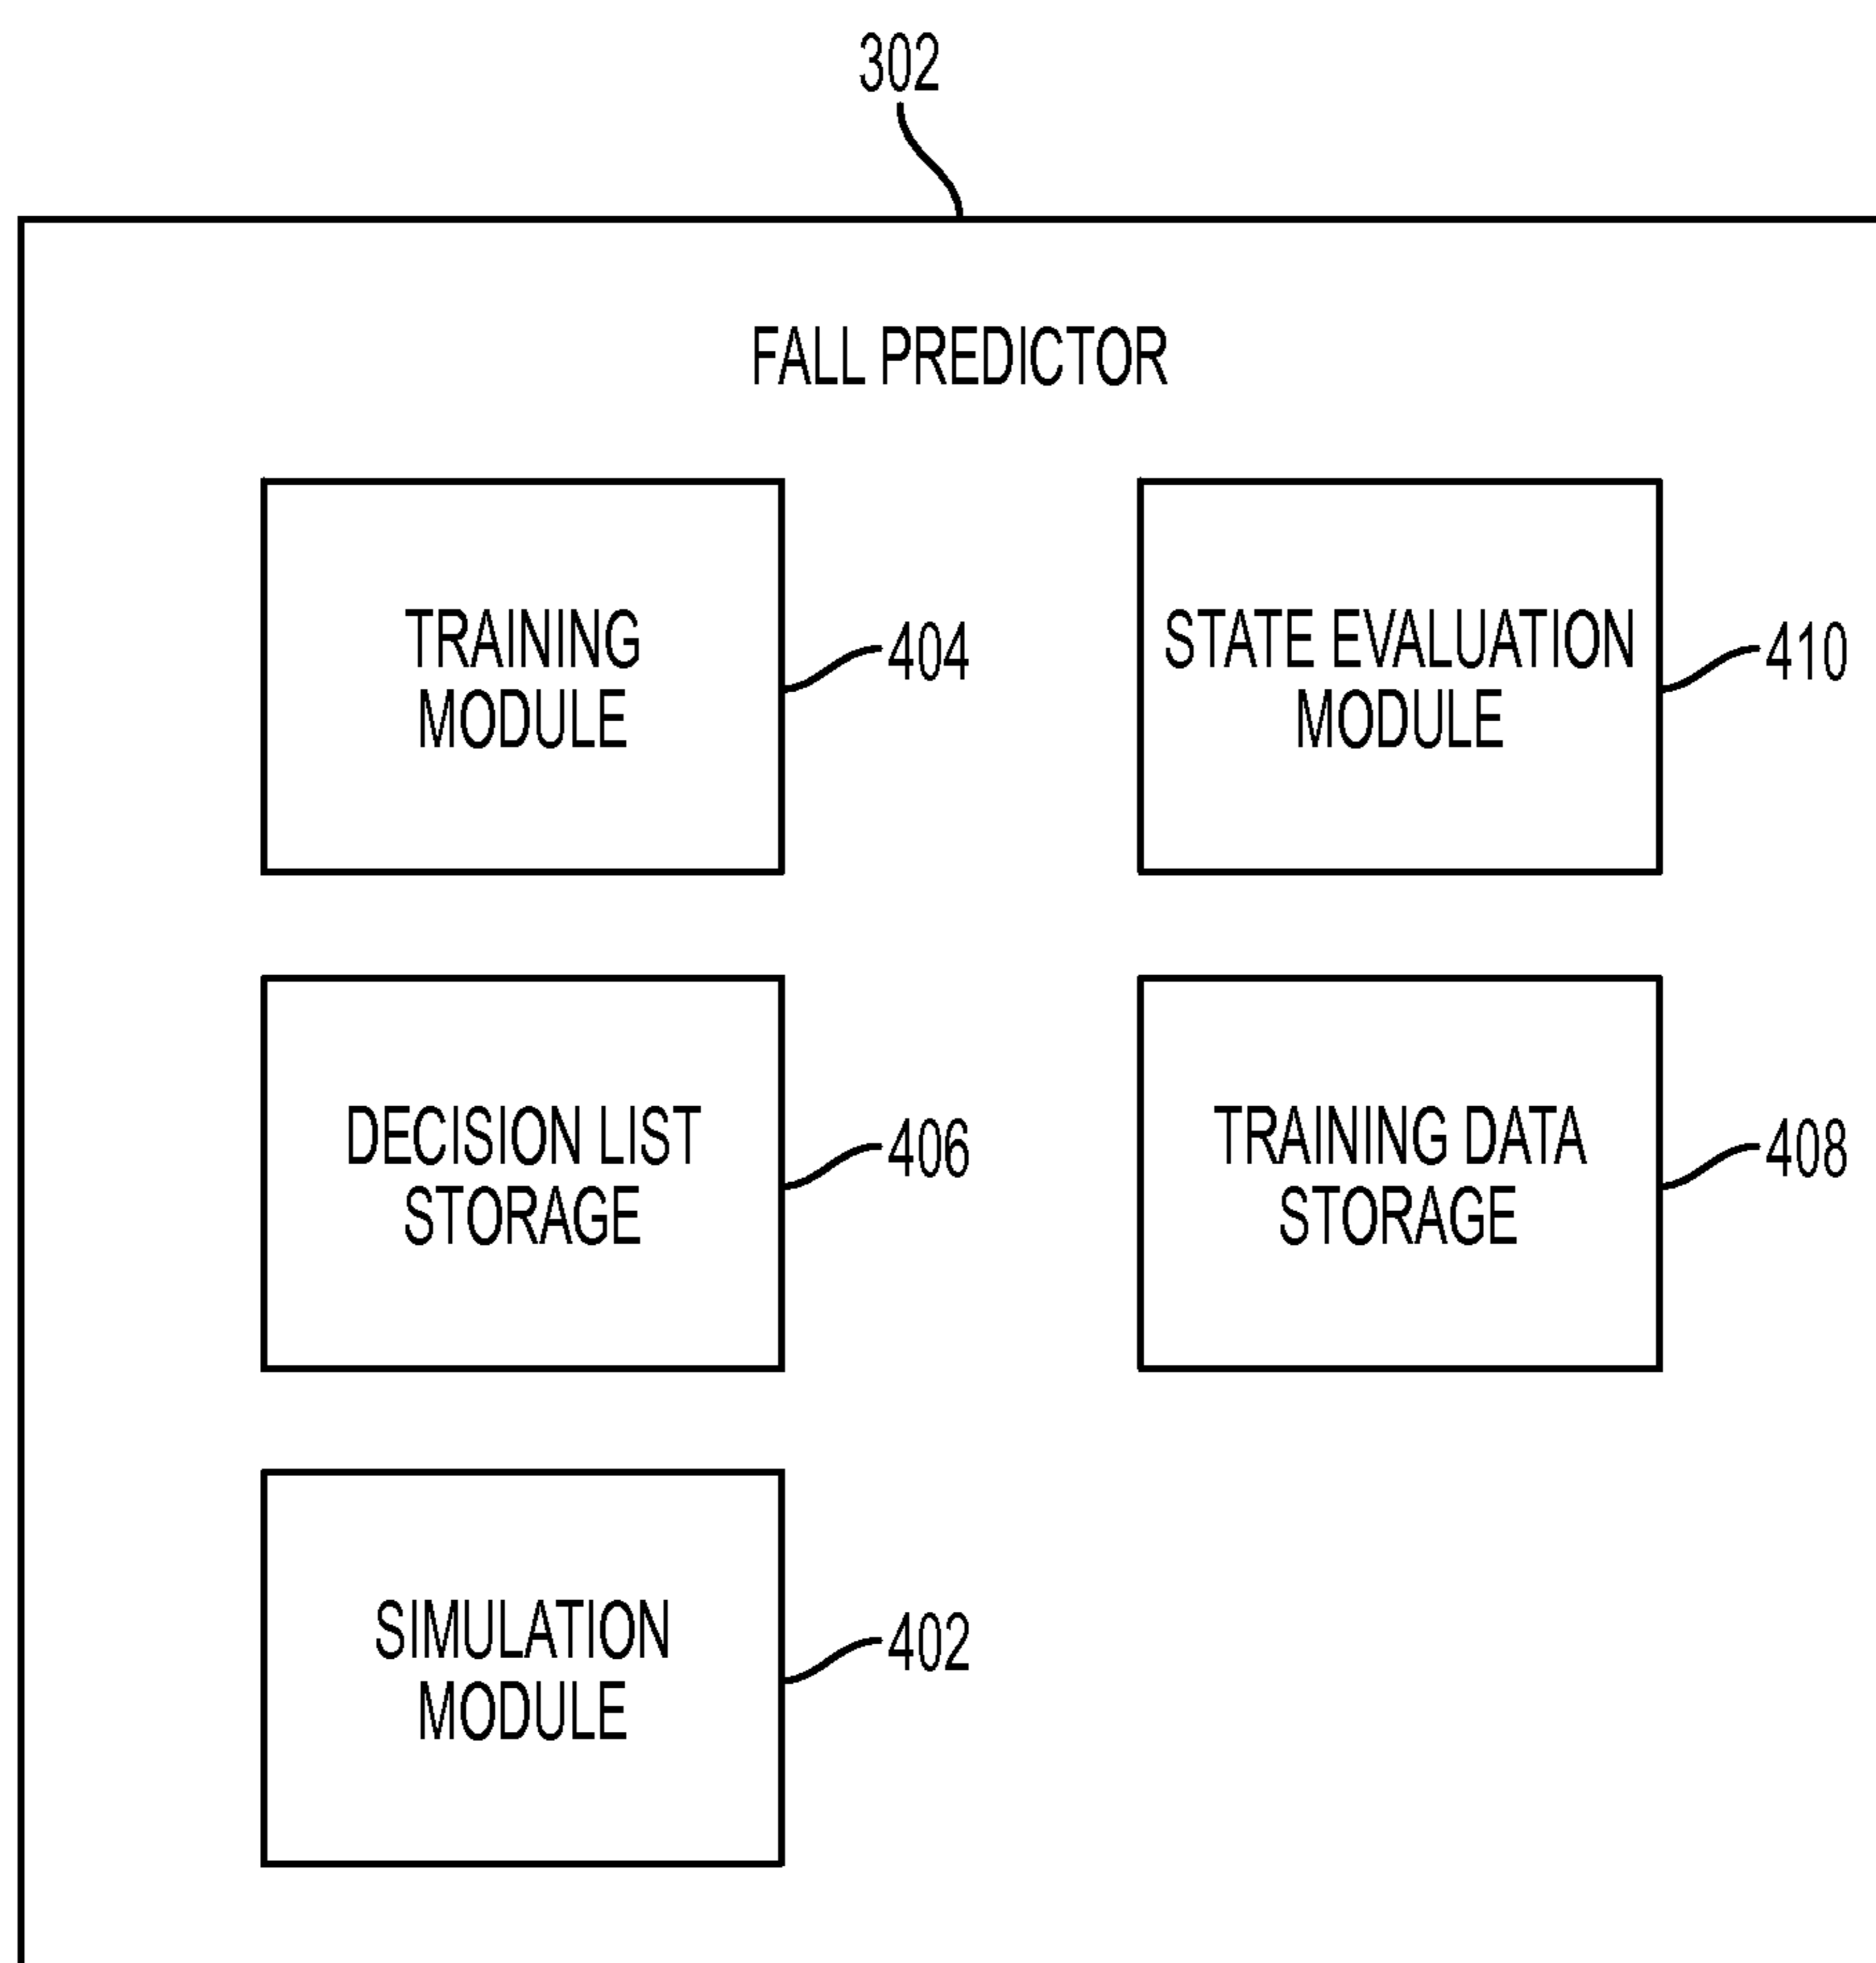 302
FALL PREDICTOR
TRAINING
MODULE
404
STATE EVALUATION
MODULE
410
DECISION LIST
STORAGE
406
TRAINING DATA
STORAGE
408
SIMULATION
MODULE
402